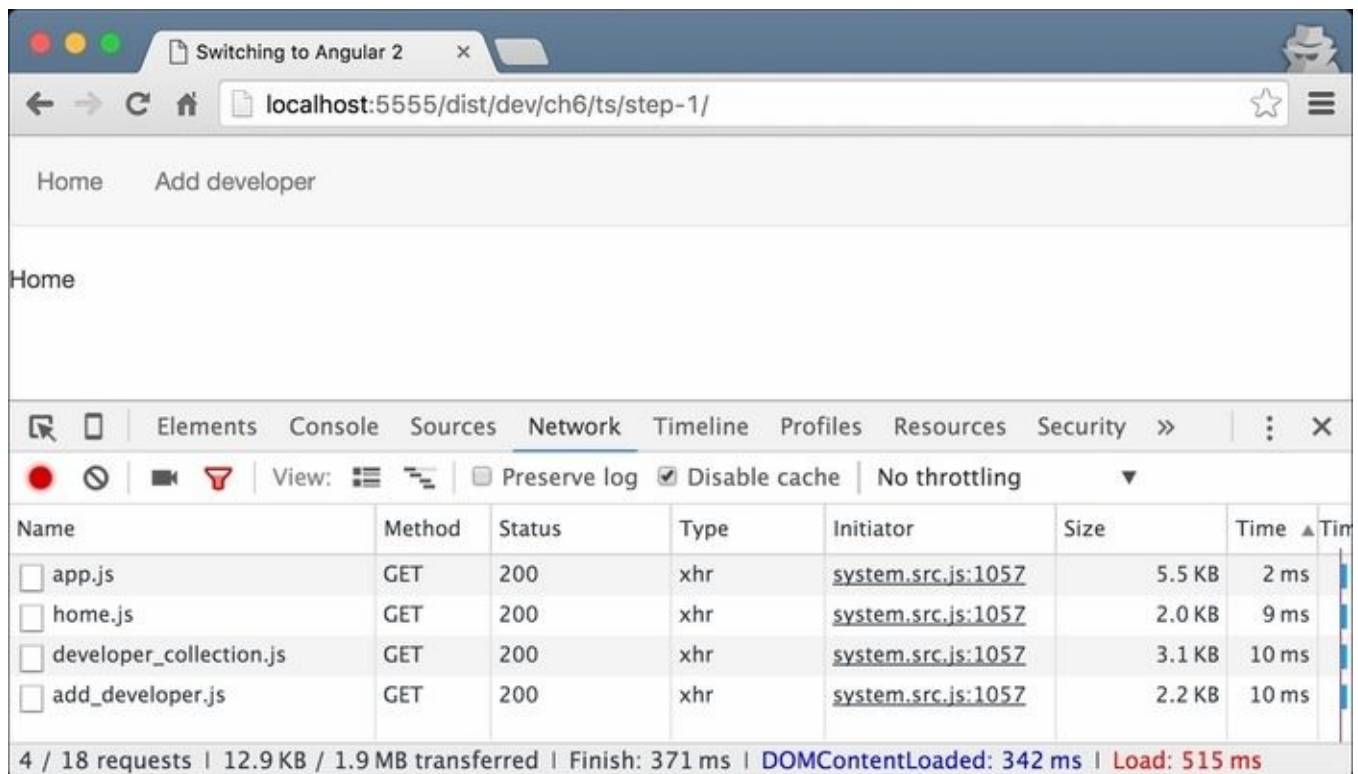 Switching to Angular 2 ×
localhost:5555/dist/dev/ch6/ts/step-1/
Home Add developer
Home
Elements Console Sources Network Timeline Profiles Resources Security »
View: Preserve log Disable cache No throttling ▼
Name Method Status Type Initiator Size Time ▲ Tim
app.js GET 200 xhr system.src.js:1057 5.5 KB 2 ms
home.js GET 200 xhr system.src.js:1057 2.0 KB 9 ms
developer_collection.js GET 200 xhr system.src.js:1057 3.1 KB 10 ms
add_developer.js GET 200 xhr system.src.js:1057 2.2 KB 10 ms
4 / 18 requests | 12.9 KB / 1.9 MB transferred | Finish: 371 ms | DOMContentLoaded: 342 ms | Load: 515 ms